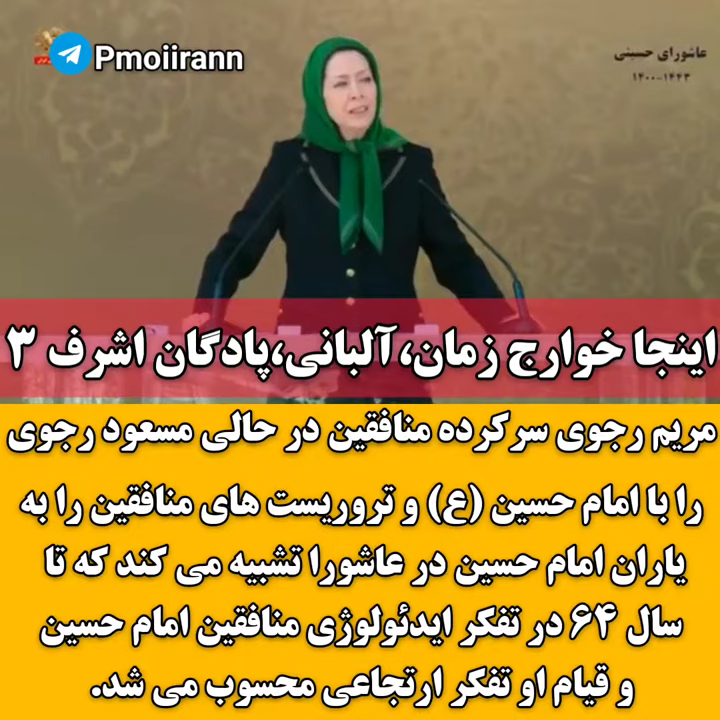 Pmoiirann
عاشورای حسینی
۱۴۰۰-۱۴۴۳
اینجا خوارج زمان،آلبانی،پادگان اشرف ۳
مریم رجوی سرکرده منافقین در حالی مسعود رجوی
را با امام حسین (ع) و تروریست های منافقین را به
یاران امام حسین در عاشورا تشبیه می کند که تا
سال ۶۴ در تفکر ایدئولوژی منافقین امام حسین
و قیام او تفکر ارتجاعی محسوب می شد.